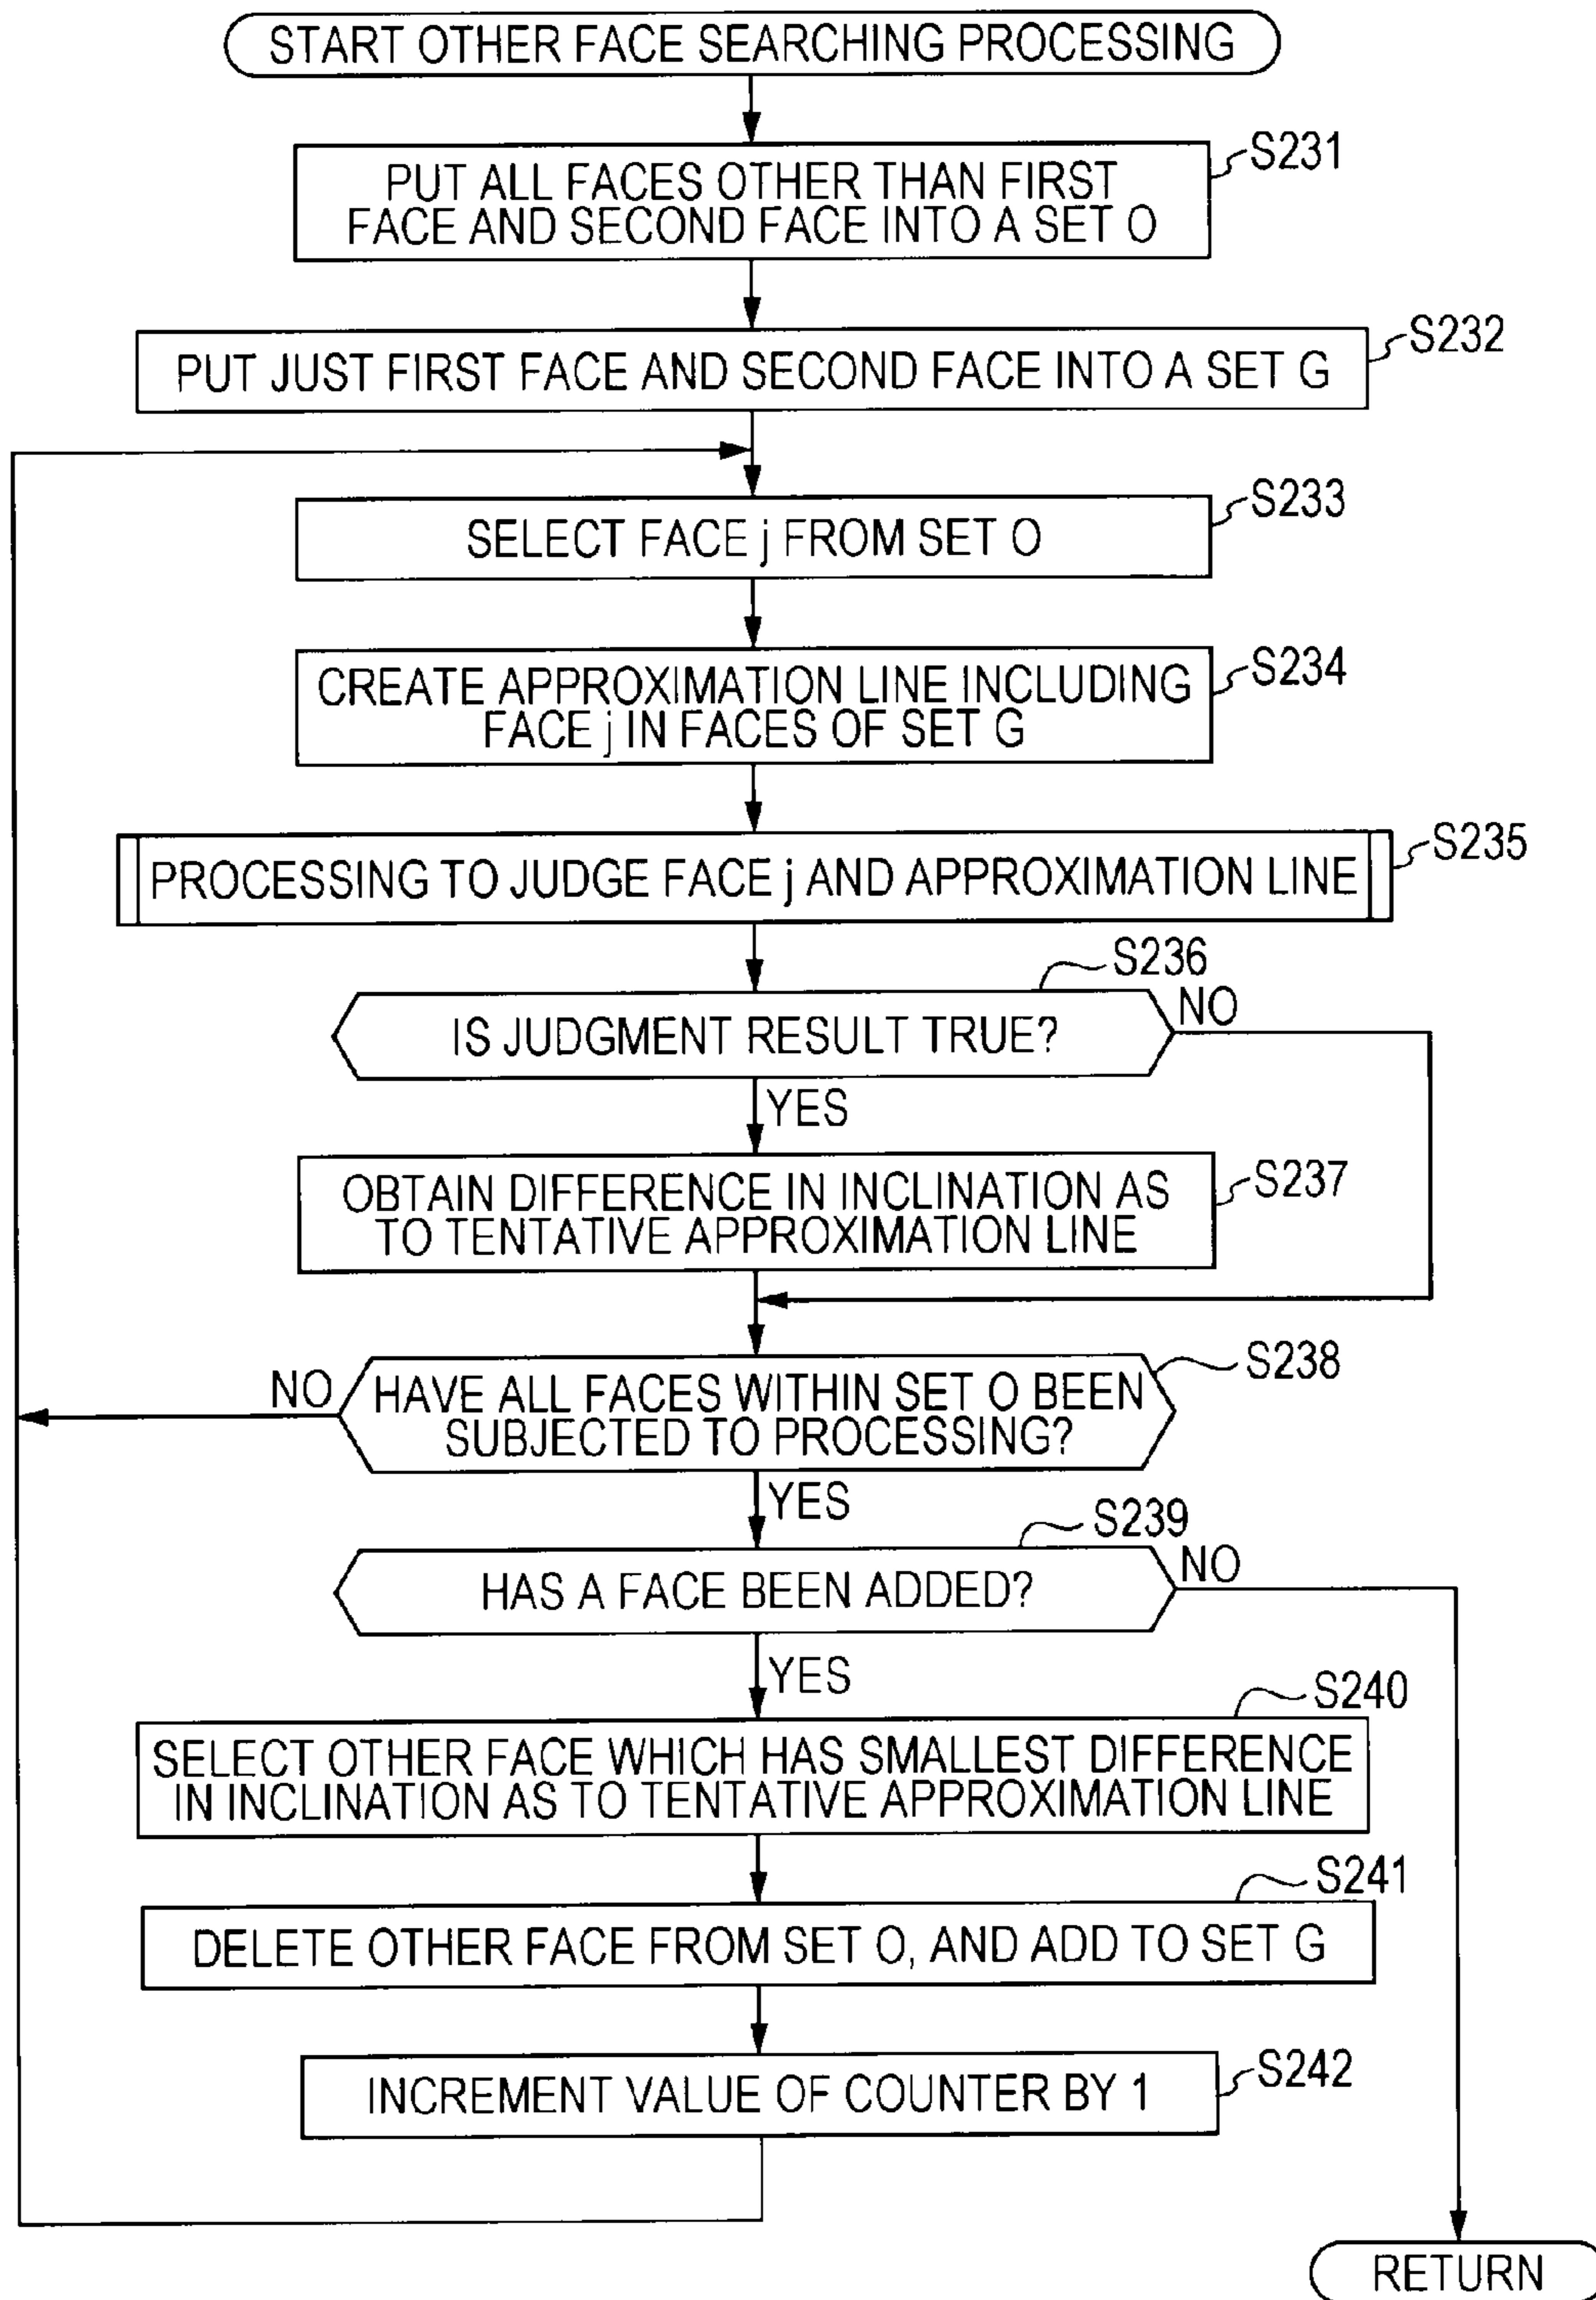 START OTHER FACE SEARCHING PROCESSING
S231
PUT ALL FACES OTHER THAN FIRST
FACE AND SECOND FACE INTO A SET O
S232
PUT JUST FIRST FACE AND SECOND FACE INTO A SET G
S233
SELECT FACE j FROM SET O
S234
CREATE APPROXIMATION LINE INCLUDING
FACE j IN FACES OF SET G
S235
PROCESSING TO JUDGE FACE j AND APPROXIMATION LINE
S236
IS JUDGMENT RESULT TRUE?
NO
YES
S237
OBTAIN DIFFERENCE IN INCLINATION AS
TO TENTATIVE APPROXIMATION LINE
S238
NO
HAVE ALL FACES WITHIN SET O BEEN
SUBJECTED TO PROCESSING?
YES
S239
HAS A FACE BEEN ADDED?
NO
YES
S240
SELECT OTHER FACE WHICH HAS SMALLEST DIFFERENCE
IN INCLINATION AS TO TENTATIVE APPROXIMATION LINE
S241
DELETE OTHER FACE FROM SET O, AND ADD TO SET G
S242
INCREMENT VALUE OF COUNTER BY 1
RETURN